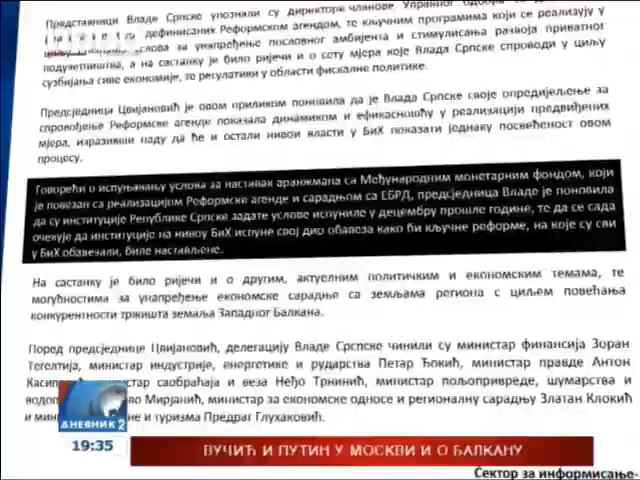 Представници Владе Српске упознали су директоре чланове
дефинисаних Реформском агендом, те кључним програмима који се реализују у
услова за унапређење пословног амбијента и стимулисања развоја приватног
подузетништва, а на састанку је било ријечи и о сету мјера које Влада Српске спроводи у циљу
сузбијања сиве економије, те регулативи у области фискалне политике.
Предсједници Цвијановић је овом приликом поновила да је Влада Српске своје опредијељење за
спровођење Реформске агенде показала динамиком и ефикасношћу у реализацији предвиђених
мјера, изразивши наду да ће и остали нивои власти у БиХ показати једнаку посвећеност овом
процесу.
Говорећи о испуњавању услова за наставак аранжмана са Међународним монетарним фондом, који
је повезан са реализацијом Реформске агенде и сарадњом са ЕБРД, предсједница Владе је поновила
да су институције Републике Српске задате услове испуниле у децембру прошле године, те да се сада
очекује да институције на нивоу БиХ испуне свој дио обавеза како би кључне реформе, на које су сви
у БиХ обавезали, биле настављене.
На састанку је било ријечи и о другим, актуелним политичким и економским темама, те
могућностима за унапређење економске сарадње са земљама региона с циљем повећања
конкурентности тржишта земаља Западног Балкана.
Поред предсједнице Цвијановић, делегацију Владе Српске чинили су министар финансија Зоран
Тегелтија, министар индустрије, енергетике и рударства Петар Ђокић, министар правде Антон
саобраћаја и веза Неђо Трнинић, министар пољопривреде, шумарства и
Мирјанић, министар за економске односе и регионалну сарадњу Златан Клокић
и туризма Предраг Глухаковић.
ДНЕВНИК 2
19:35
ВУЧИЋ И ПУТИН У МОСКВИ И О БАЛКАНУ
Сектор за информисање-